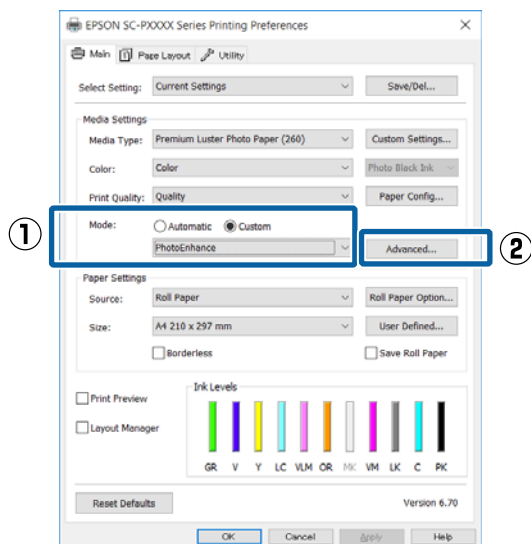 EPSON SC-PXXXX Series Printing Preferences
Main Page Layout Utility
Select Setting: Current Settings Save/Del...
Media Settings
Media Type: Premium Luster Photo Paper (260) Custom Settings...
Color: Color Photo Black Ink
Print Quality: Quality Paper Config...
① Mode: Automatic Custom
PhotoEnhance Advanced... ②
Paper Settings
Source: Roll Paper Roll Paper Option...
Size: A4 210 x 297 mm User Defined...
Borderless Save Roll Paper
Ink Levels
Print Preview
Layout Manager
GR V Y LC VLM OR MK VM LK C PK
Reset Defaults Version 6.70
OK Cancel Apply Help